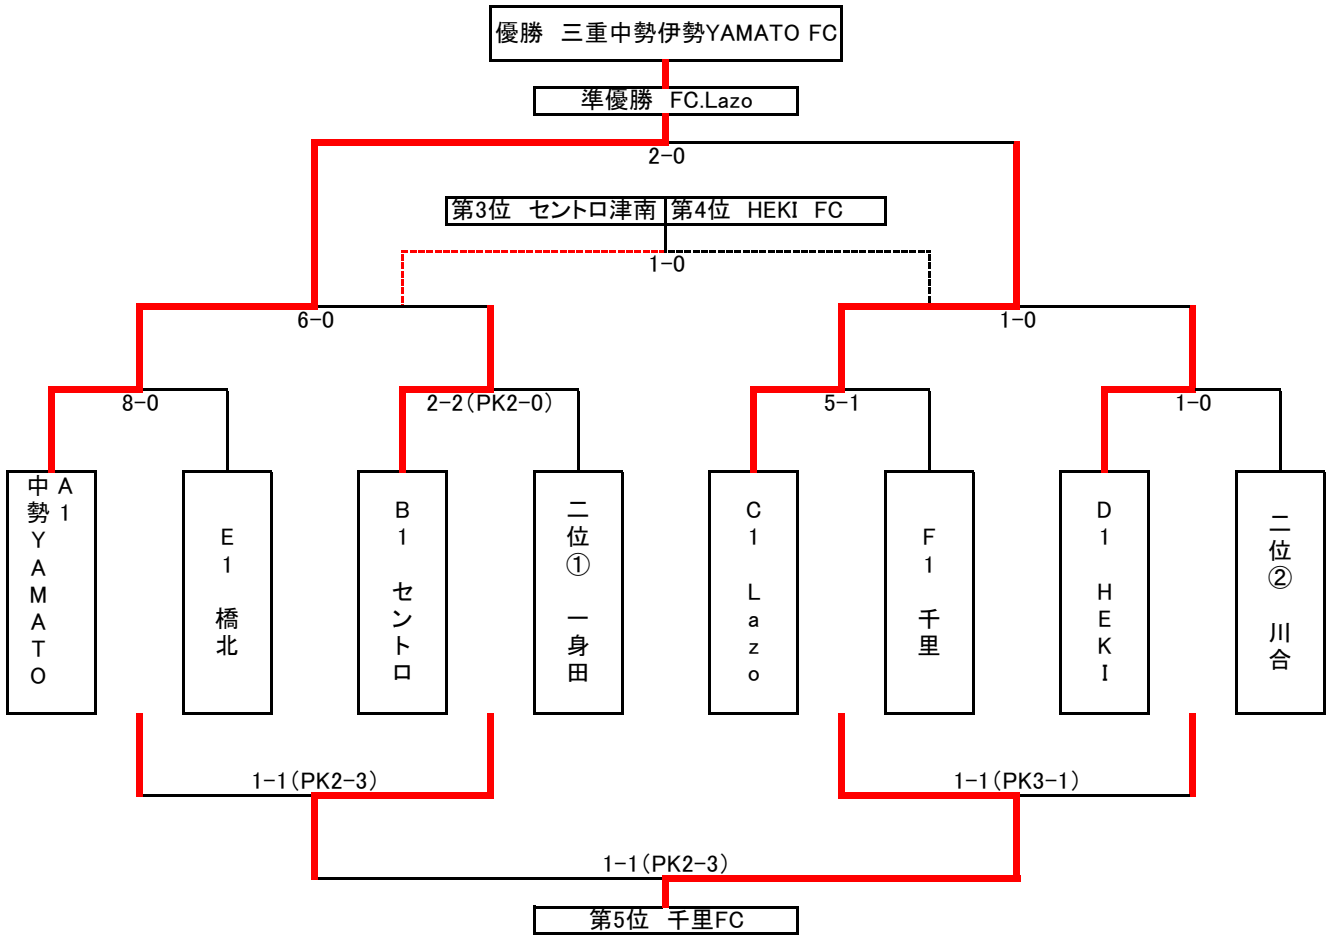 優勝　三重中勢伊勢YAMATO FC
準優勝　FC.Lazo
2-0
第3位　セントロ津南
第4位　HEKI　FC
1-0
6-0
1-0
8-0
2-2(PK2-0)
5-1
1-0
A1
中勢YAMATO
E1　橋北
B1　セントロ
二位①　一身田
C1　Lazo
F1　千里
D1　HEKI
二位②　川合
1-1(PK2-3)
1-1(PK3-1)
1-1(PK2-3)
第5位　千里FC